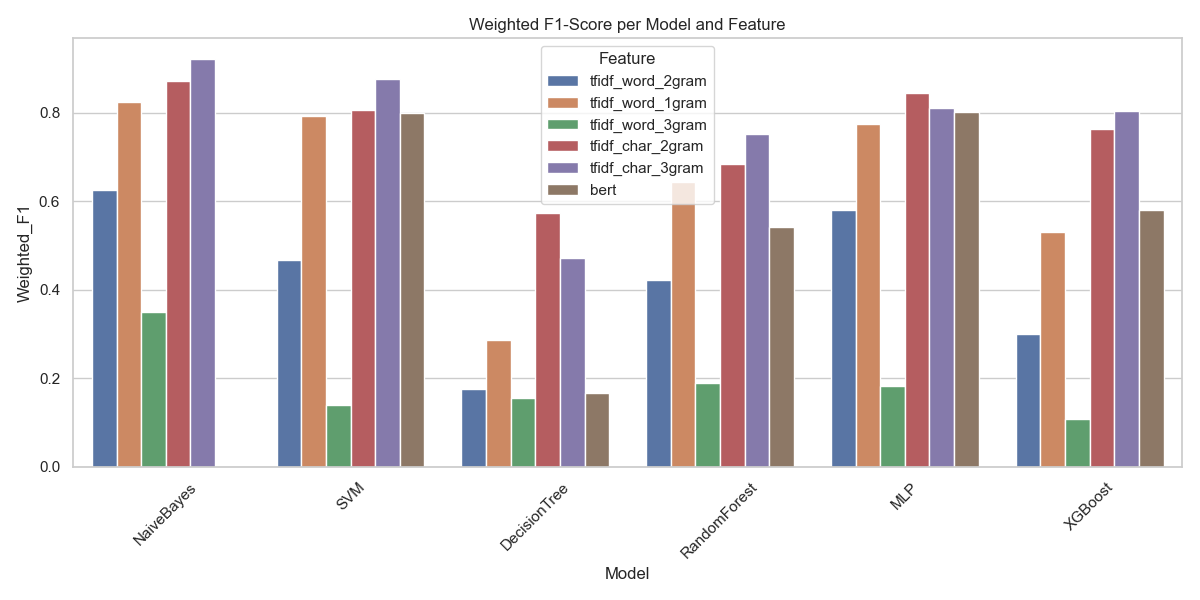 Weighted F1-Score per Model and Feature
Feature
tfidf_word_2gram
tfidf_word_1gram
tfidf_word_3gram
tfidf_char_2gram
tfidf_char_3gram
bert
Weighted_F1
0.8
0.6
0.4
0.2
0.0
NaiveBayes
SVM
DecisionTree
RandomForest
MLP
XGBoost
Model